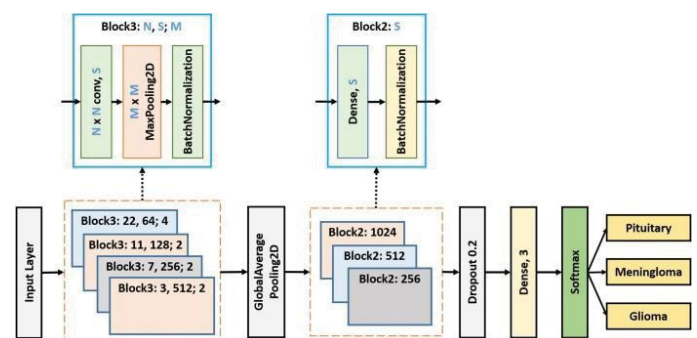 Block3: N, S; M
N x N conv, S
M x M
MaxPooling2D
BatchNormalization
Block2: S
Dense, S
BatchNormalization
Input Layer
Block3: 22, 64; 4
Block3: 11, 128; 2
Block3: 7, 256; 2
Block3: 3, 512; 2
GlobalAverage
Pooling2D
Block2: 1024
Block2: 512
Block2: 256
Dropout 0.2
Dense, 3
Softmax
Pituitary
Meningloma
Glioma